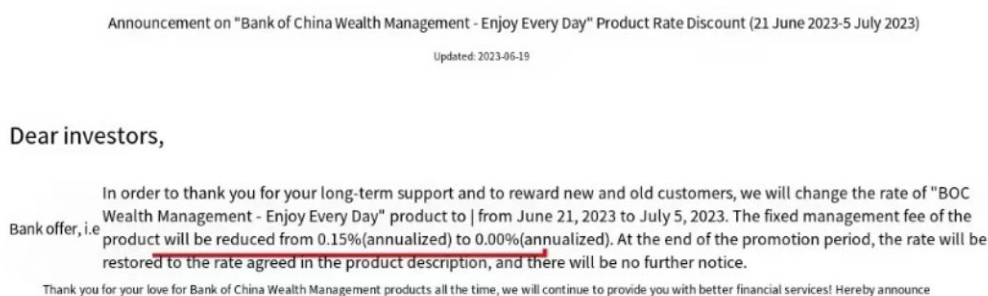 Announcement on "Bank of China Wealth Management - Enjoy Every Day" Product Rate Discount (21 June 2023-5 July 2023)
Updated: 2023-06-19
Dear investors,
In order to thank you for your long-term support and to reward new and old customers, we will change the rate of "BOC
Wealth Management - Enjoy Every Day" product to | from June 21, 2023 to July 5, 2023. The fixed management fee of the
Bank offer, i.e
product will be reduced from 0.15%(annualized) to 0.00%(annualized). At the end of the promotion period, the rate will be
restored to the rate agreed in the product description, and there will be no further notice.
Thank you for your love for Bank of China Wealth Management products all the time, we will continue to provide you with better financial services! Hereby announce